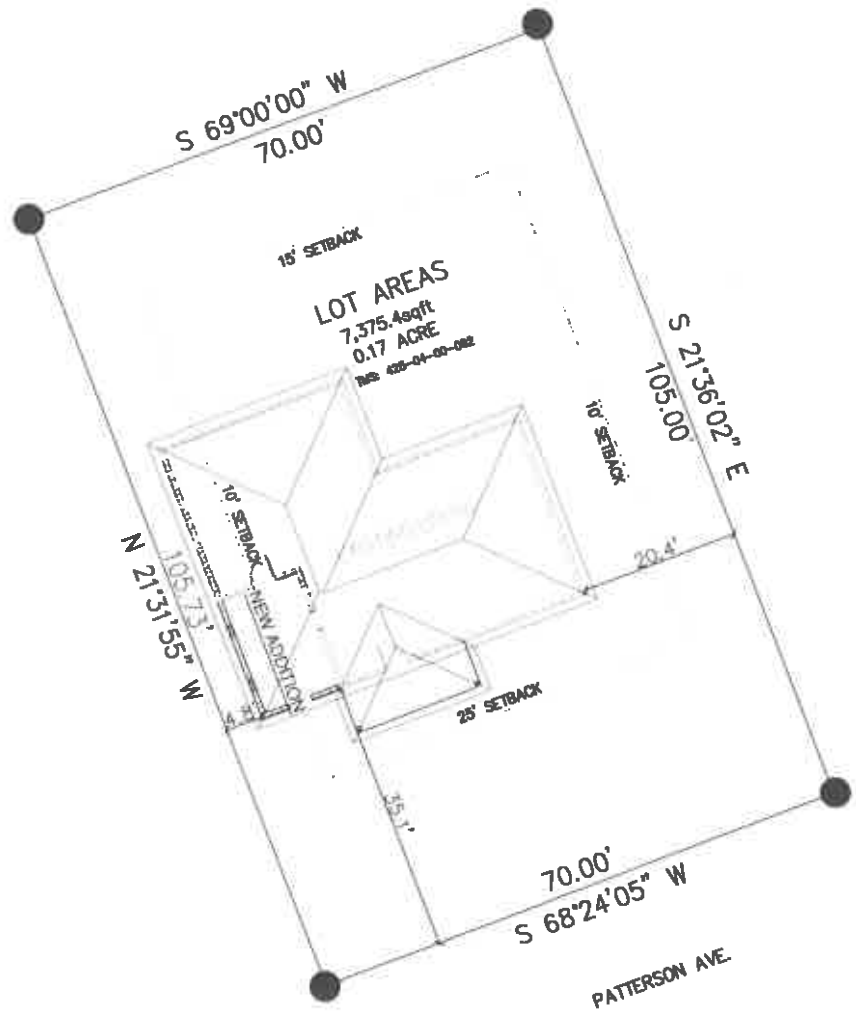 S 69°00'00" W
70.00'
15' SETBACK
LOT AREAS
7,375.4sqft
0.17 ACRE
S 21°36'02" E
105.00'
10' SETBACK
10' SETBACK
N 21°31'55" W
105.73'
NEW ADDITION
20.4'
25' SETBACK
35.1'
70.00'
S 68°24'05" W
PATTERSON AVE.